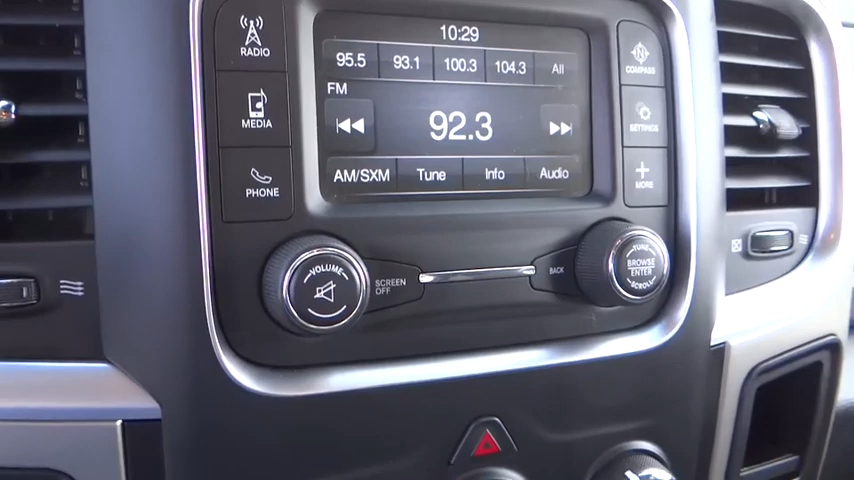 10:29
95.5 93.1 100.3 104.3 All
FM
92.3
AM/SXM Tune Info Audio
RADIO
MEDIA
PHONE
N
COMPASS
SETTINGS
MORE
VOLUME
SCREEN
OFF
BACK
TUNE
BROWSE
ENTER
SCROLL